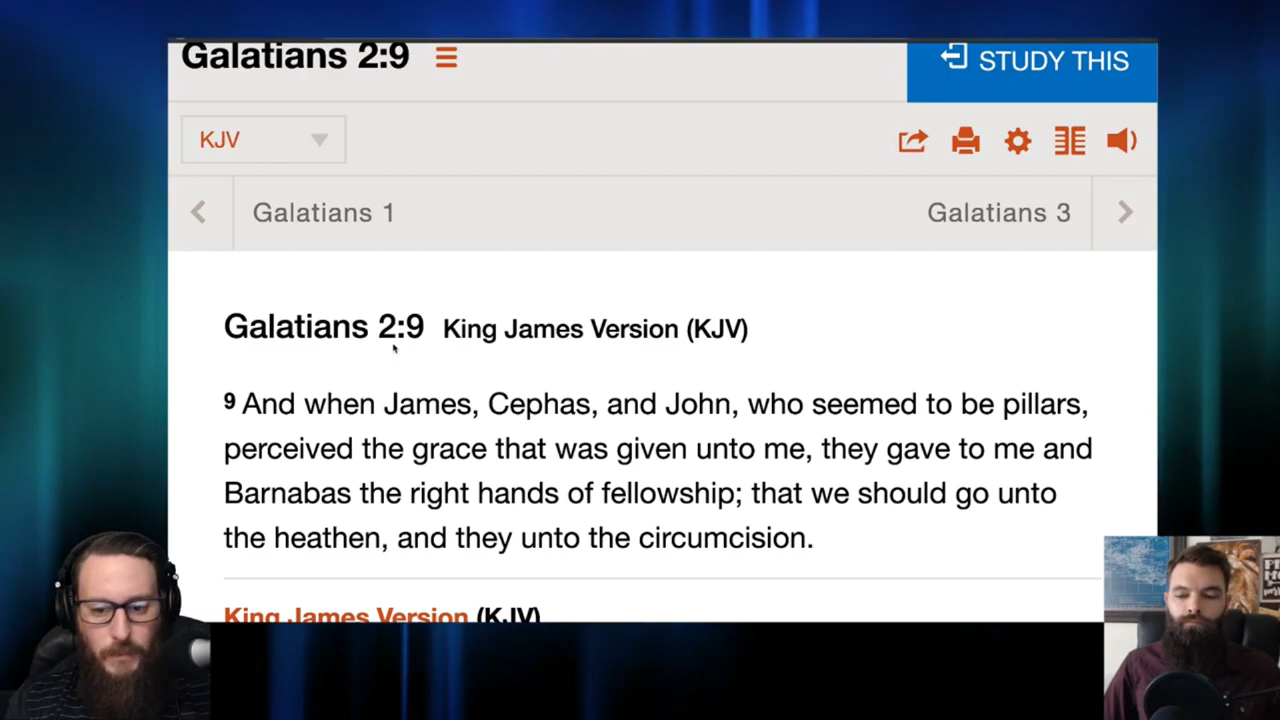 Galatians 2:9
STUDY THIS
KJV
Galatians 1
Galatians 3
Galatians 2:9 King James Version (KJV)
9 And when James, Cephas, and John, who seemed to be pillars,
perceived the grace that was given unto me, they gave to me and
Barnabas the right hands of fellowship; that we should go unto
the heathen, and they unto the circumcision.
King James Version (KJV)